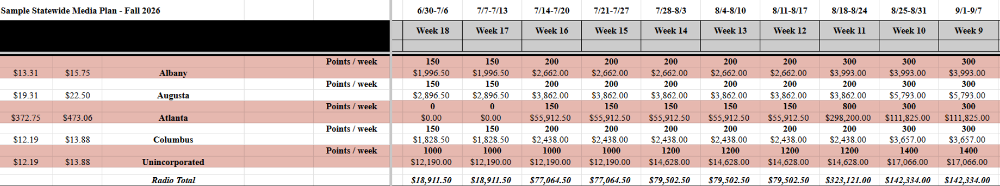 Sample Statewide Media Plan - Fall 2026 6/30-7/6 7/7-7/13 7/14-7/20 7/21-7/27 7/28-8/3 8/4-8/10 8/11-8/17 8/18-8/24 8/25-8/31 9/1-9/7
Week 18 Week 17 Week 16 Week 15 Week 14 Week 13 Week 12 Week 11 Week 10 Week 9
Points / week 150 150 200 200 200 200 200 300 300 300
$13.31 $15.75 Albany $1,996.50 $1,996.50 $2,662.00 $2,662.00 $2,662.00 $2,662.00 $2,662.00 $3,993.00 $3,993.00 $3,993.00
Points / week 150 150 200 200 200 200 200 200 300 300
$19.31 $22.50 Augusta $2,896.50 $2,896.50 $3,862.00 $3,862.00 $3,862.00 $3,862.00 $3,862.00 $3,862.00 $5,793.00 $5,793.00
Points / week 0 0 150 150 150 150 150 800 300 300
$372.75 $473.06 Atlanta $0.00 $0.00 $55,912.50 $55,912.50 $55,912.50 $55,912.50 $55,912.50 $298,200.00 $111,825.00 $111,825.00
Points / week 150 150 200 200 200 200 200 200 300 300
$12.19 $13.88 Columbus $1,828.50 $1,828.50 $2,438.00 $2,438.00 $2,438.00 $2,438.00 $2,438.00 $2,438.00 $3,657.00 $3,657.00
Points / week 1000 1000 1000 1000 1200 1200 1200 1200 1400 1400
$12.19 $13.88 Unincorporated $12,190.00 $12,190.00 $12,190.00 $12,190.00 $14,628.00 $14,628.00 $14,628.00 $14,628.00 $17,066.00 $17,066.00
Radio Total $18,911.50 $18,911.50 $77,064.50 $77,064.50 $79,502.50 $79,502.50 $79,502.50 $323,121.00 $142,334.00 $142,334.00